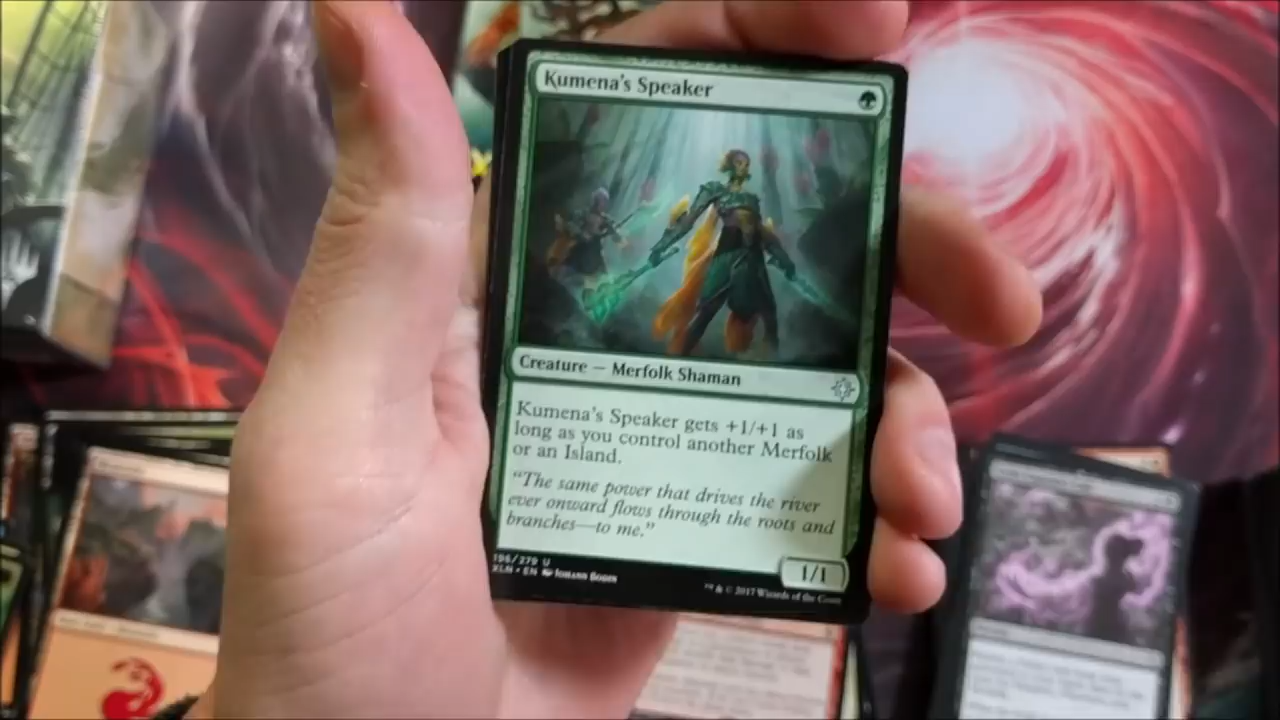 Kumena's Speaker
Creature — Merfolk Shaman
Kumena's Speaker gets +1/+1 as
long as you control another Merfolk
or an Island.
"The same power that drives the river
ever onward flows through the roots and
branches—to me."
1/1
196/279 U
XLN • EN Johann Bodin
™ & © 2017 Wizards of the Coast